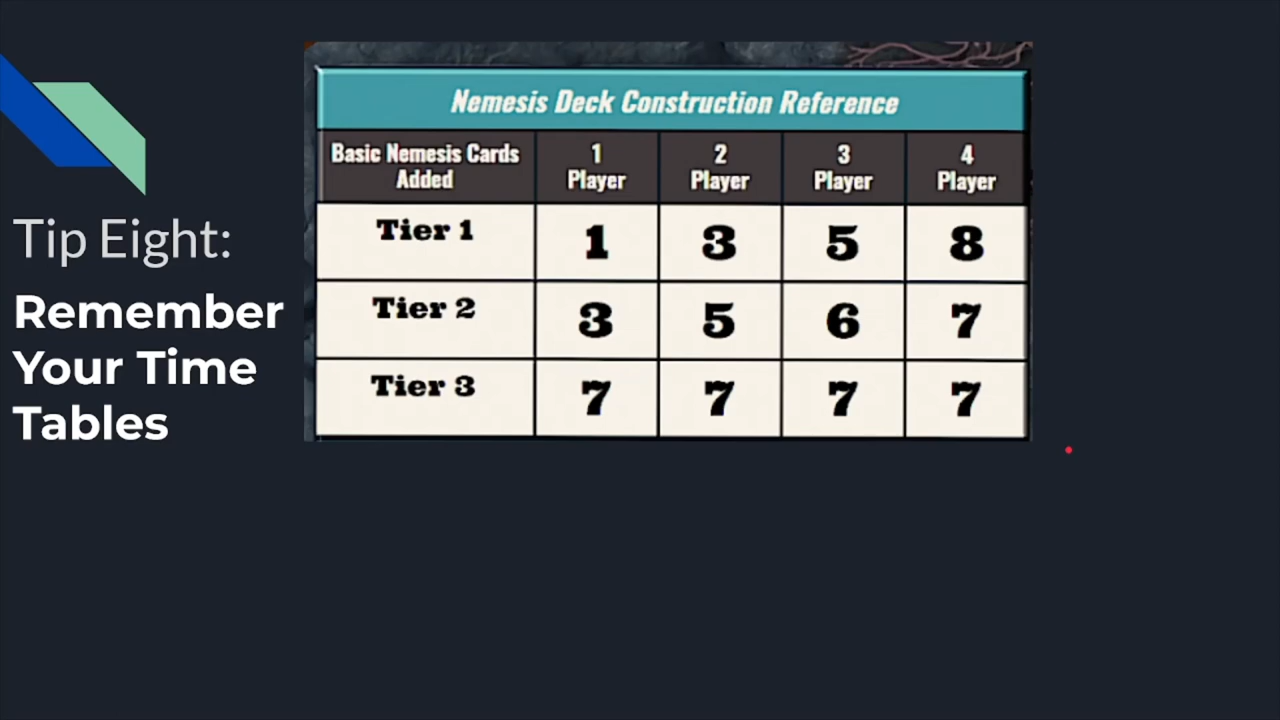 Tip Eight:
Remember
Your Time
Tables
Nemesis Deck Construction Reference
Basic Nemesis Cards Added 1 Player 2 Player 3 Player 4 Player
Tier 1 1 3 5 8
Tier 2 3 5 6 7
Tier 3 7 7 7 7